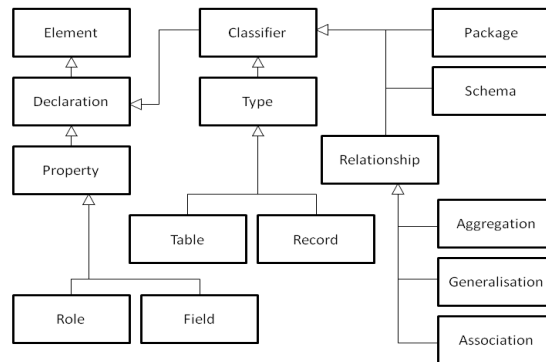 Element
Classifier
Package
Declaration
Type
Schema
Property
Relationship
Table
Record
Aggregation
Generalisation
Role
Field
Association